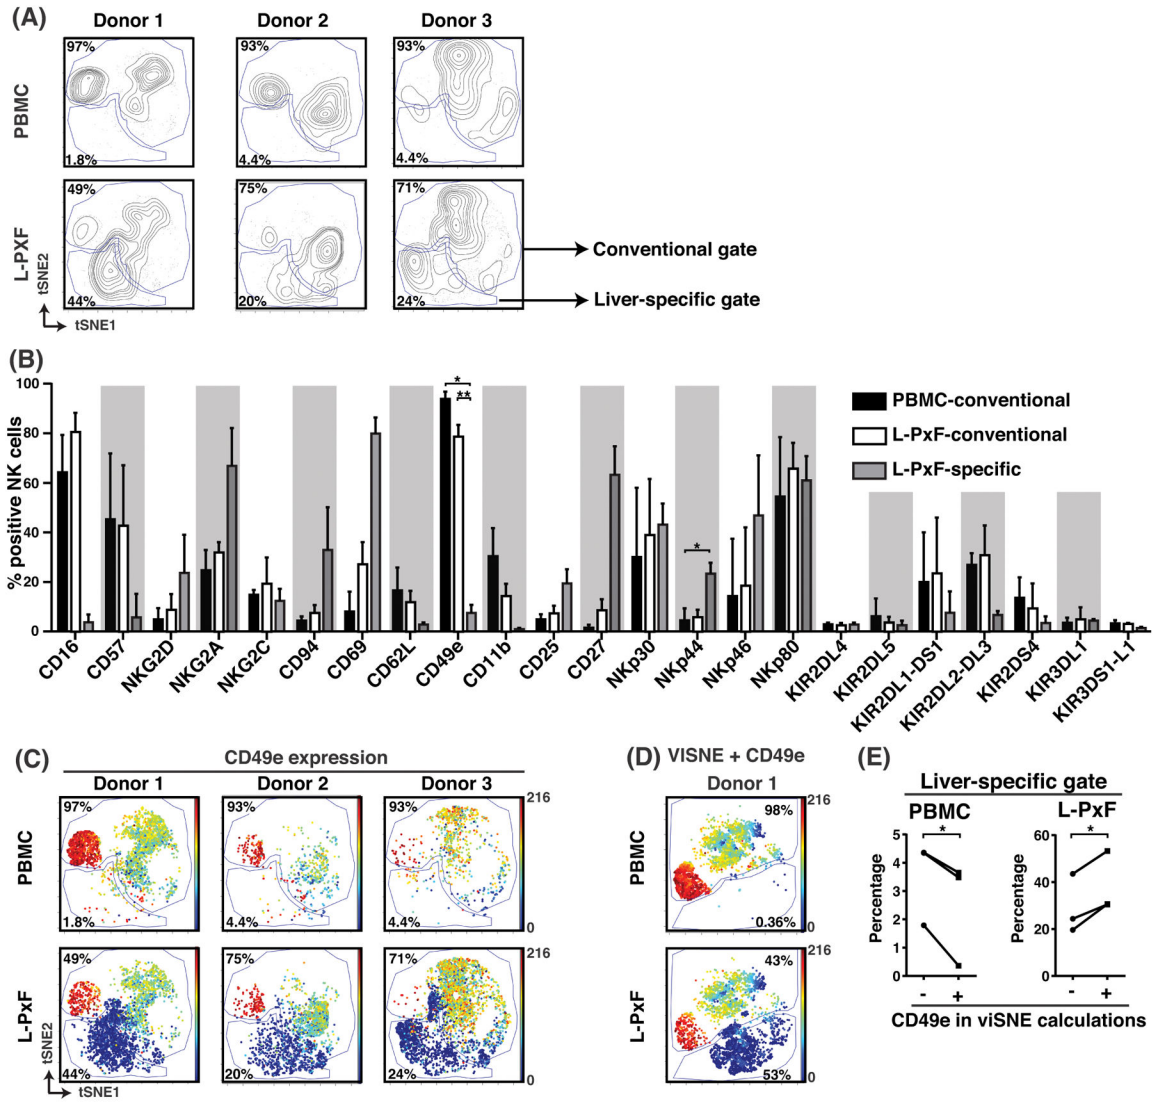 (A)
Donor 1 Donor 2 Donor 3
PBMC
97% 93% 93%
1.8% 4.4% 4.4%
L-PXF
49% 75% 71%
44% 20% 24%
Conventional gate
Liver-specific gate
tSNE2
tSNE1
(B)
% positive NK cells
100
80
60
40
20
0
* ** *
PBMC-conventional
L-PxF-conventional
L-PxF-specific
CD16 CD57 NKG2D NKG2A NKG2C CD94 CD69 CD62L CD49e CD11b CD25 CD27 NKp30 NKp44 NKp46 NKp80 KIR2DL4 KIR2DL5 KIR2DL1-DS1 KIR2DL2-DL3 KIR2DS4 KIR3DL1 KIR3DS1-L1
(C)
CD49e expression
Donor 1 Donor 2 Donor 3
PBMC
97% 93% 93% 216
1.8% 4.4% 4.4% 0
L-PxF
49% 75% 71% 216
44% 20% 24% 0
tSNE2
tSNE1
(D)
VISNE + CD49e
Donor 1
PBMC
98% 216
0.36% 0
L-PxF
43% 216
53% 0
(E)
Liver-specific gate
PBMC L-PxF
Percentage
5
4
3
2
1
0
*
- +
Percentage
60
40
20
0
*
- +
CD49e in viSNE calculations